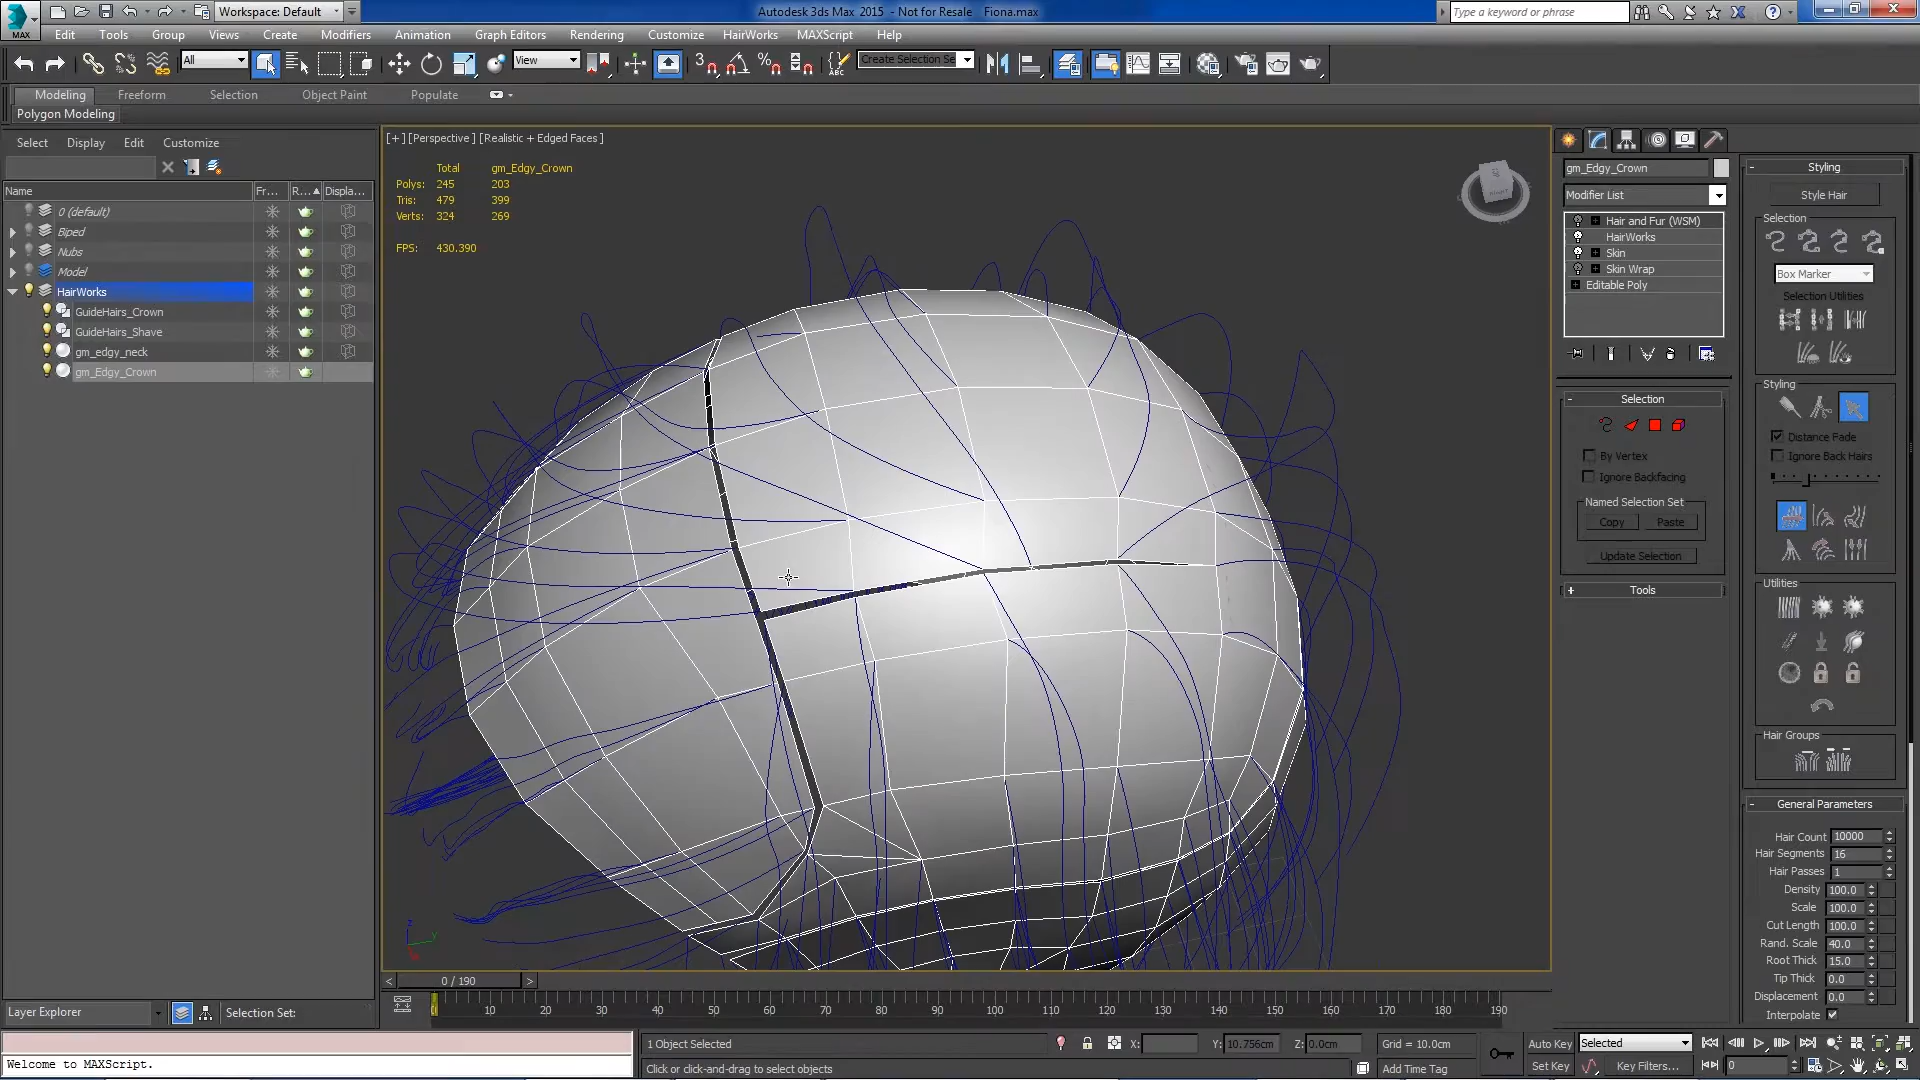 Workspace: Default
Autodesk 3ds Max 2015 - Not for Resale Fiona.max
Type a keyword or phrase
MAX
Edit Tools Group Views Create Modifiers Animation Graph Editors Rendering Customize HairWorks MAXScript Help
All
View
Create Selection Se
Modeling Freeform Selection Object Paint Populate
Polygon Modeling
Select Display Edit Customize
Name Fr... R... Displa...
0 (default)
Biped
Nubs
Model
HairWorks
GuideHairs_Crown
GuideHairs_Shave
gm_edgy_neck
gm_Edgy_Crown
Layer Explorer
Selection Set:
[+] [Perspective] [Realistic + Edged Faces]
Total gm_Edgy_Crown
Polys: 245 203
Tris: 479 399
Verts: 324 269
FPS: 430.390
gm_Edgy_Crown
Modifier List
Hair and Fur (WSM)
HairWorks
Skin
Skin Wrap
Editable Poly
- Selection
By Vertex
Ignore Backfacing
Named Selection Set
Copy Paste
Update Selection
+ Tools
- Styling
Style Hair
Selection
Box Marker
Selection Utilities
Styling
Distance Fade
Ignore Back Hairs
Utilities
Hair Groups
- General Parameters
Hair Count 10000
Hair Segments 16
Hair Passes 1
Density 100.0
Scale 100.0
Cut Length 100.0
Rand. Scale 40.0
Root Thick 15.0
Tip Thick 0.0
Displacement 0.0
Interpolate
< 0 / 190 >
10 20 30 40 50 60 70 80 90 100 110 120 130 140 150 160 170 180 190
1 Object Selected
X: Y: 10.756cm Z: 0.0cm
Grid = 10.0cm
Auto Key Selected
Welcome to MAXScript.
Click or click-and-drag to select objects
Add Time Tag
Set Key
Key Filters...
0